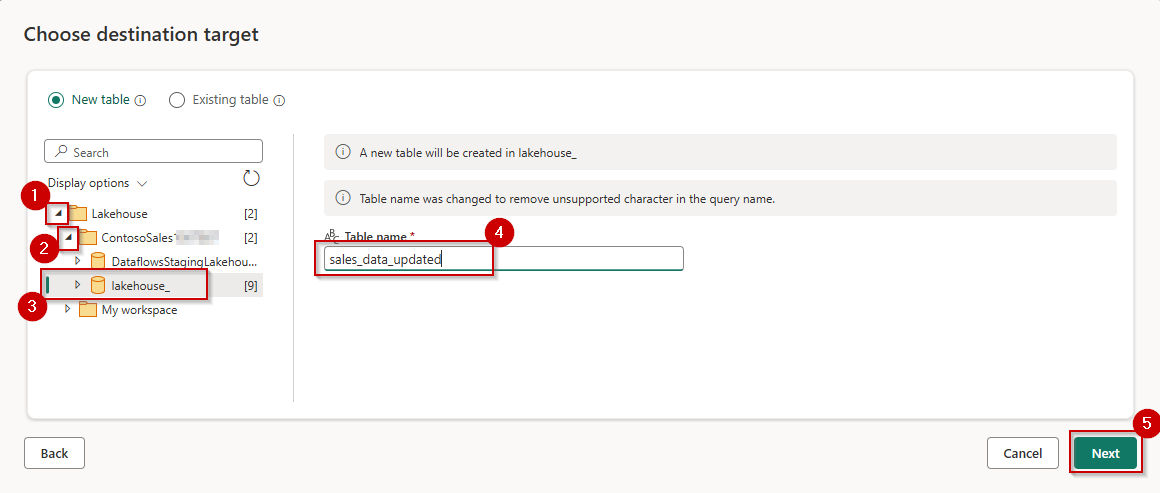 Choose destination target
New table
Existing table
Search
Display options
1
Lakehouse [2]
2
ContosoSales [2]
DataflowsStagingLakehou...
3
lakehouse_ [9]
My workspace
A new table will be created in lakehouse_
Table name was changed to remove unsupported character in the query name.
ABC Table name *
4
sales_data_updated
Back
Cancel
Next
5